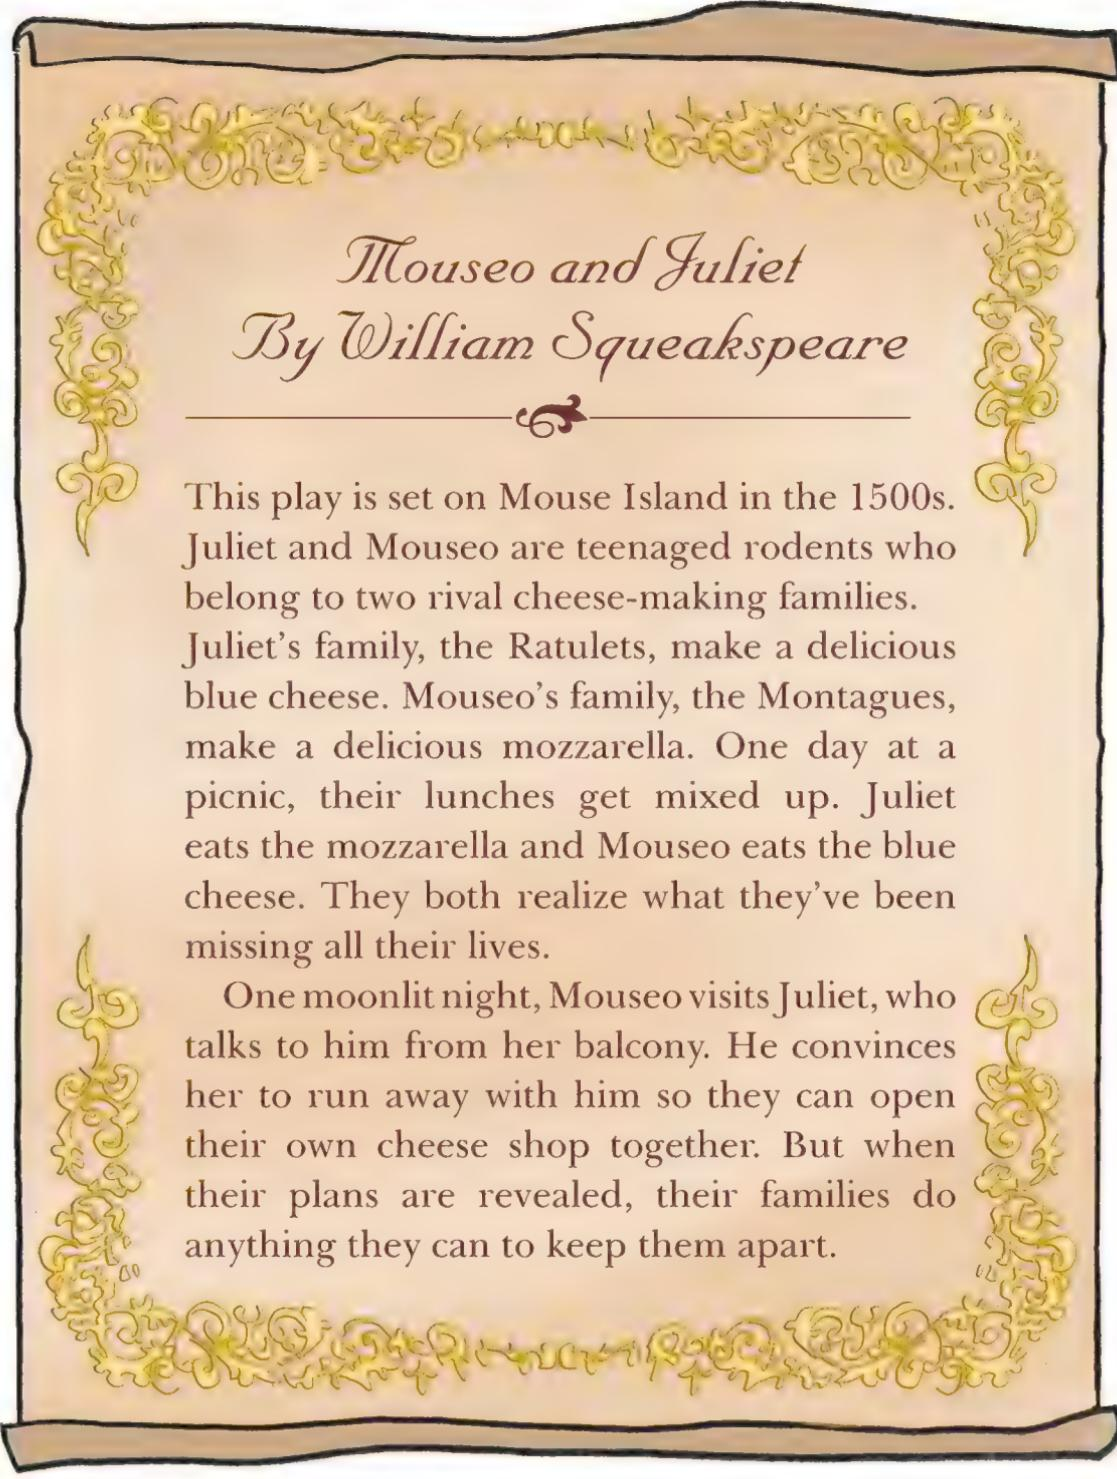 Mouseo and Juliet
By William Squeakspeare
This play is set on Mouse Island in the 1500s.
Juliet and Mouseo are teenaged rodents who
belong to two rival cheese-making families.
Juliet’s family, the Ratulets, make a delicious
blue cheese. Mouseo’s family, the Montagues,
make a delicious mozzarella. One day at a
picnic, their lunches get mixed up. Juliet
eats the mozzarella and Mouseo eats the blue
cheese. They both realize what they’ve been
missing all their lives.
One moonlit night, Mouseo visits Juliet, who
talks to him from her balcony. He convinces
her to run away with him so they can open
their own cheese shop together. But when
their plans are revealed, their families do
anything they can to keep them apart.